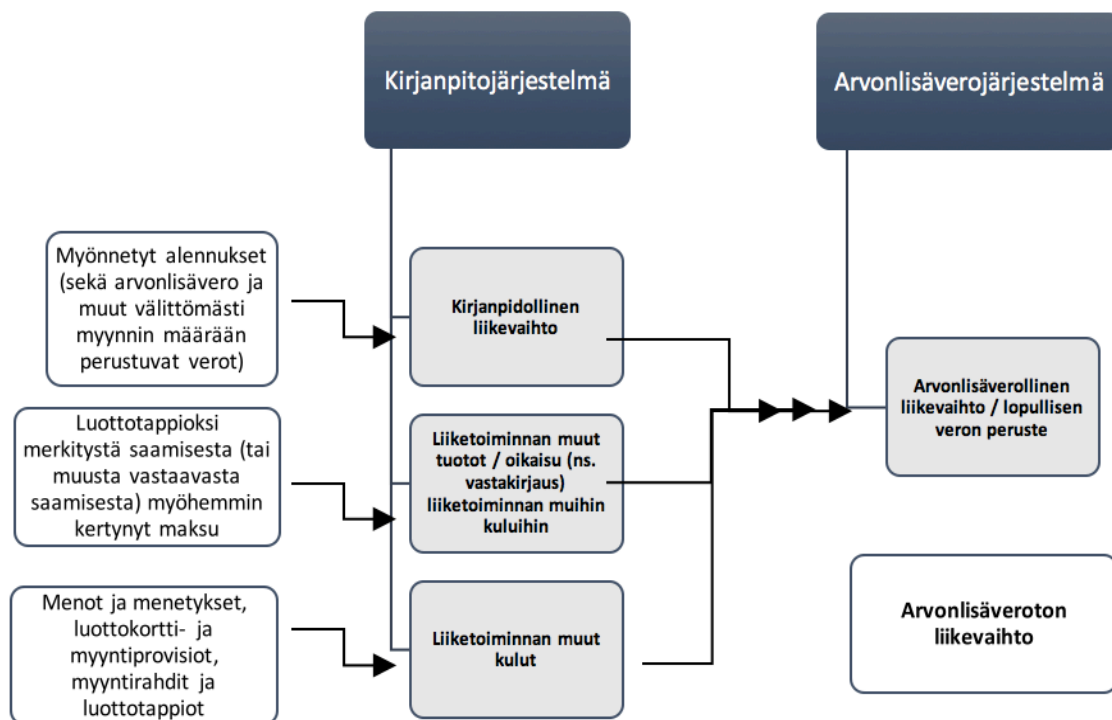 Kirjanpitojärjestelmä
Arvonlisäverojärjestelmä
Myönnetyt alennukset
(sekä arvonlisävero ja
muut välittömästi
myynnin määrään
perustuvat verot)
Kirjanpidollinen
liikevaihto
Arvonlisäverollinen
liikevaihto / lopullisen
veron peruste
Luottotappioksi
merkitystä saamisesta (tai
muusta vastaavasta
saamisesta) myöhemmin
kertynyt maksu
Liiketoiminnan muut
tuotot / oikaisu (ns.
vastakirjaus)
liiketoiminnan muihin
kuluihin
Menot ja menetykset,
luottokortti- ja
myyntiprovisiot,
myyntirahdit ja
luottotappiot
Liiketoiminnan muut
kulut
Arvonlisäveroton
liikevaihto